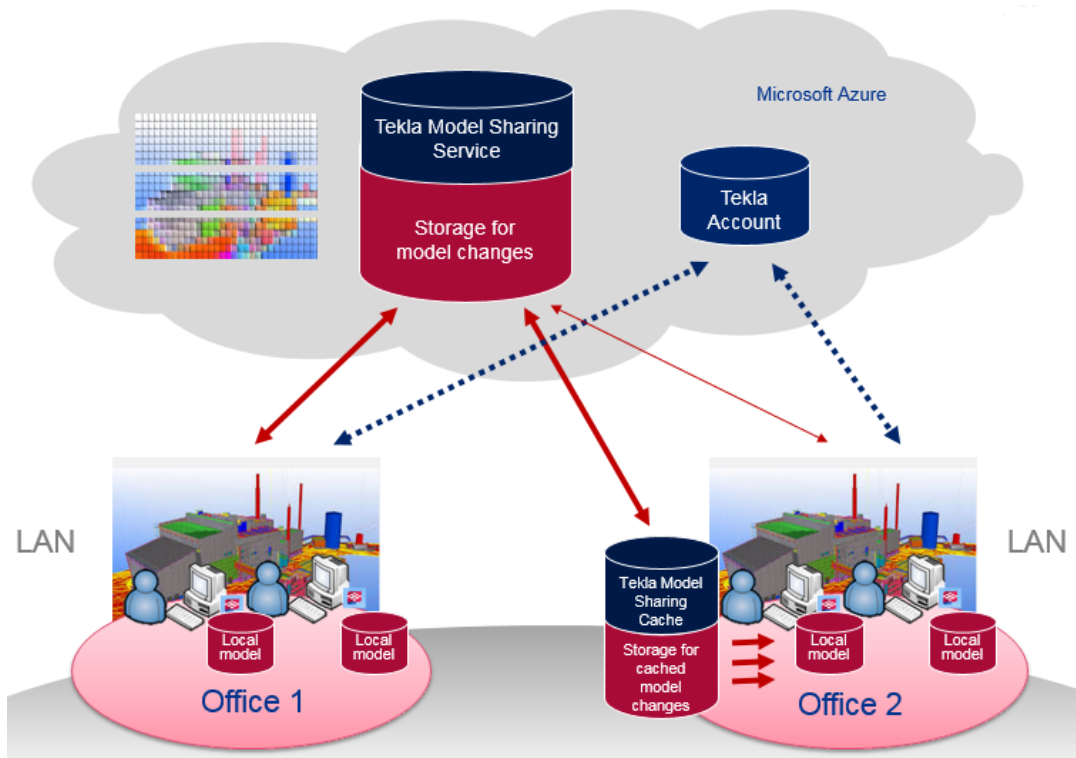 Microsoft Azure
Tekla Model Sharing
Service
Storage for
model changes
Tekla
Account
LAN
LAN
Tekla Model
Sharing
Cache
Storage for
cached
model
changes
Local
model
Local
model
Local
model
Local
model
Office 1
Office 2